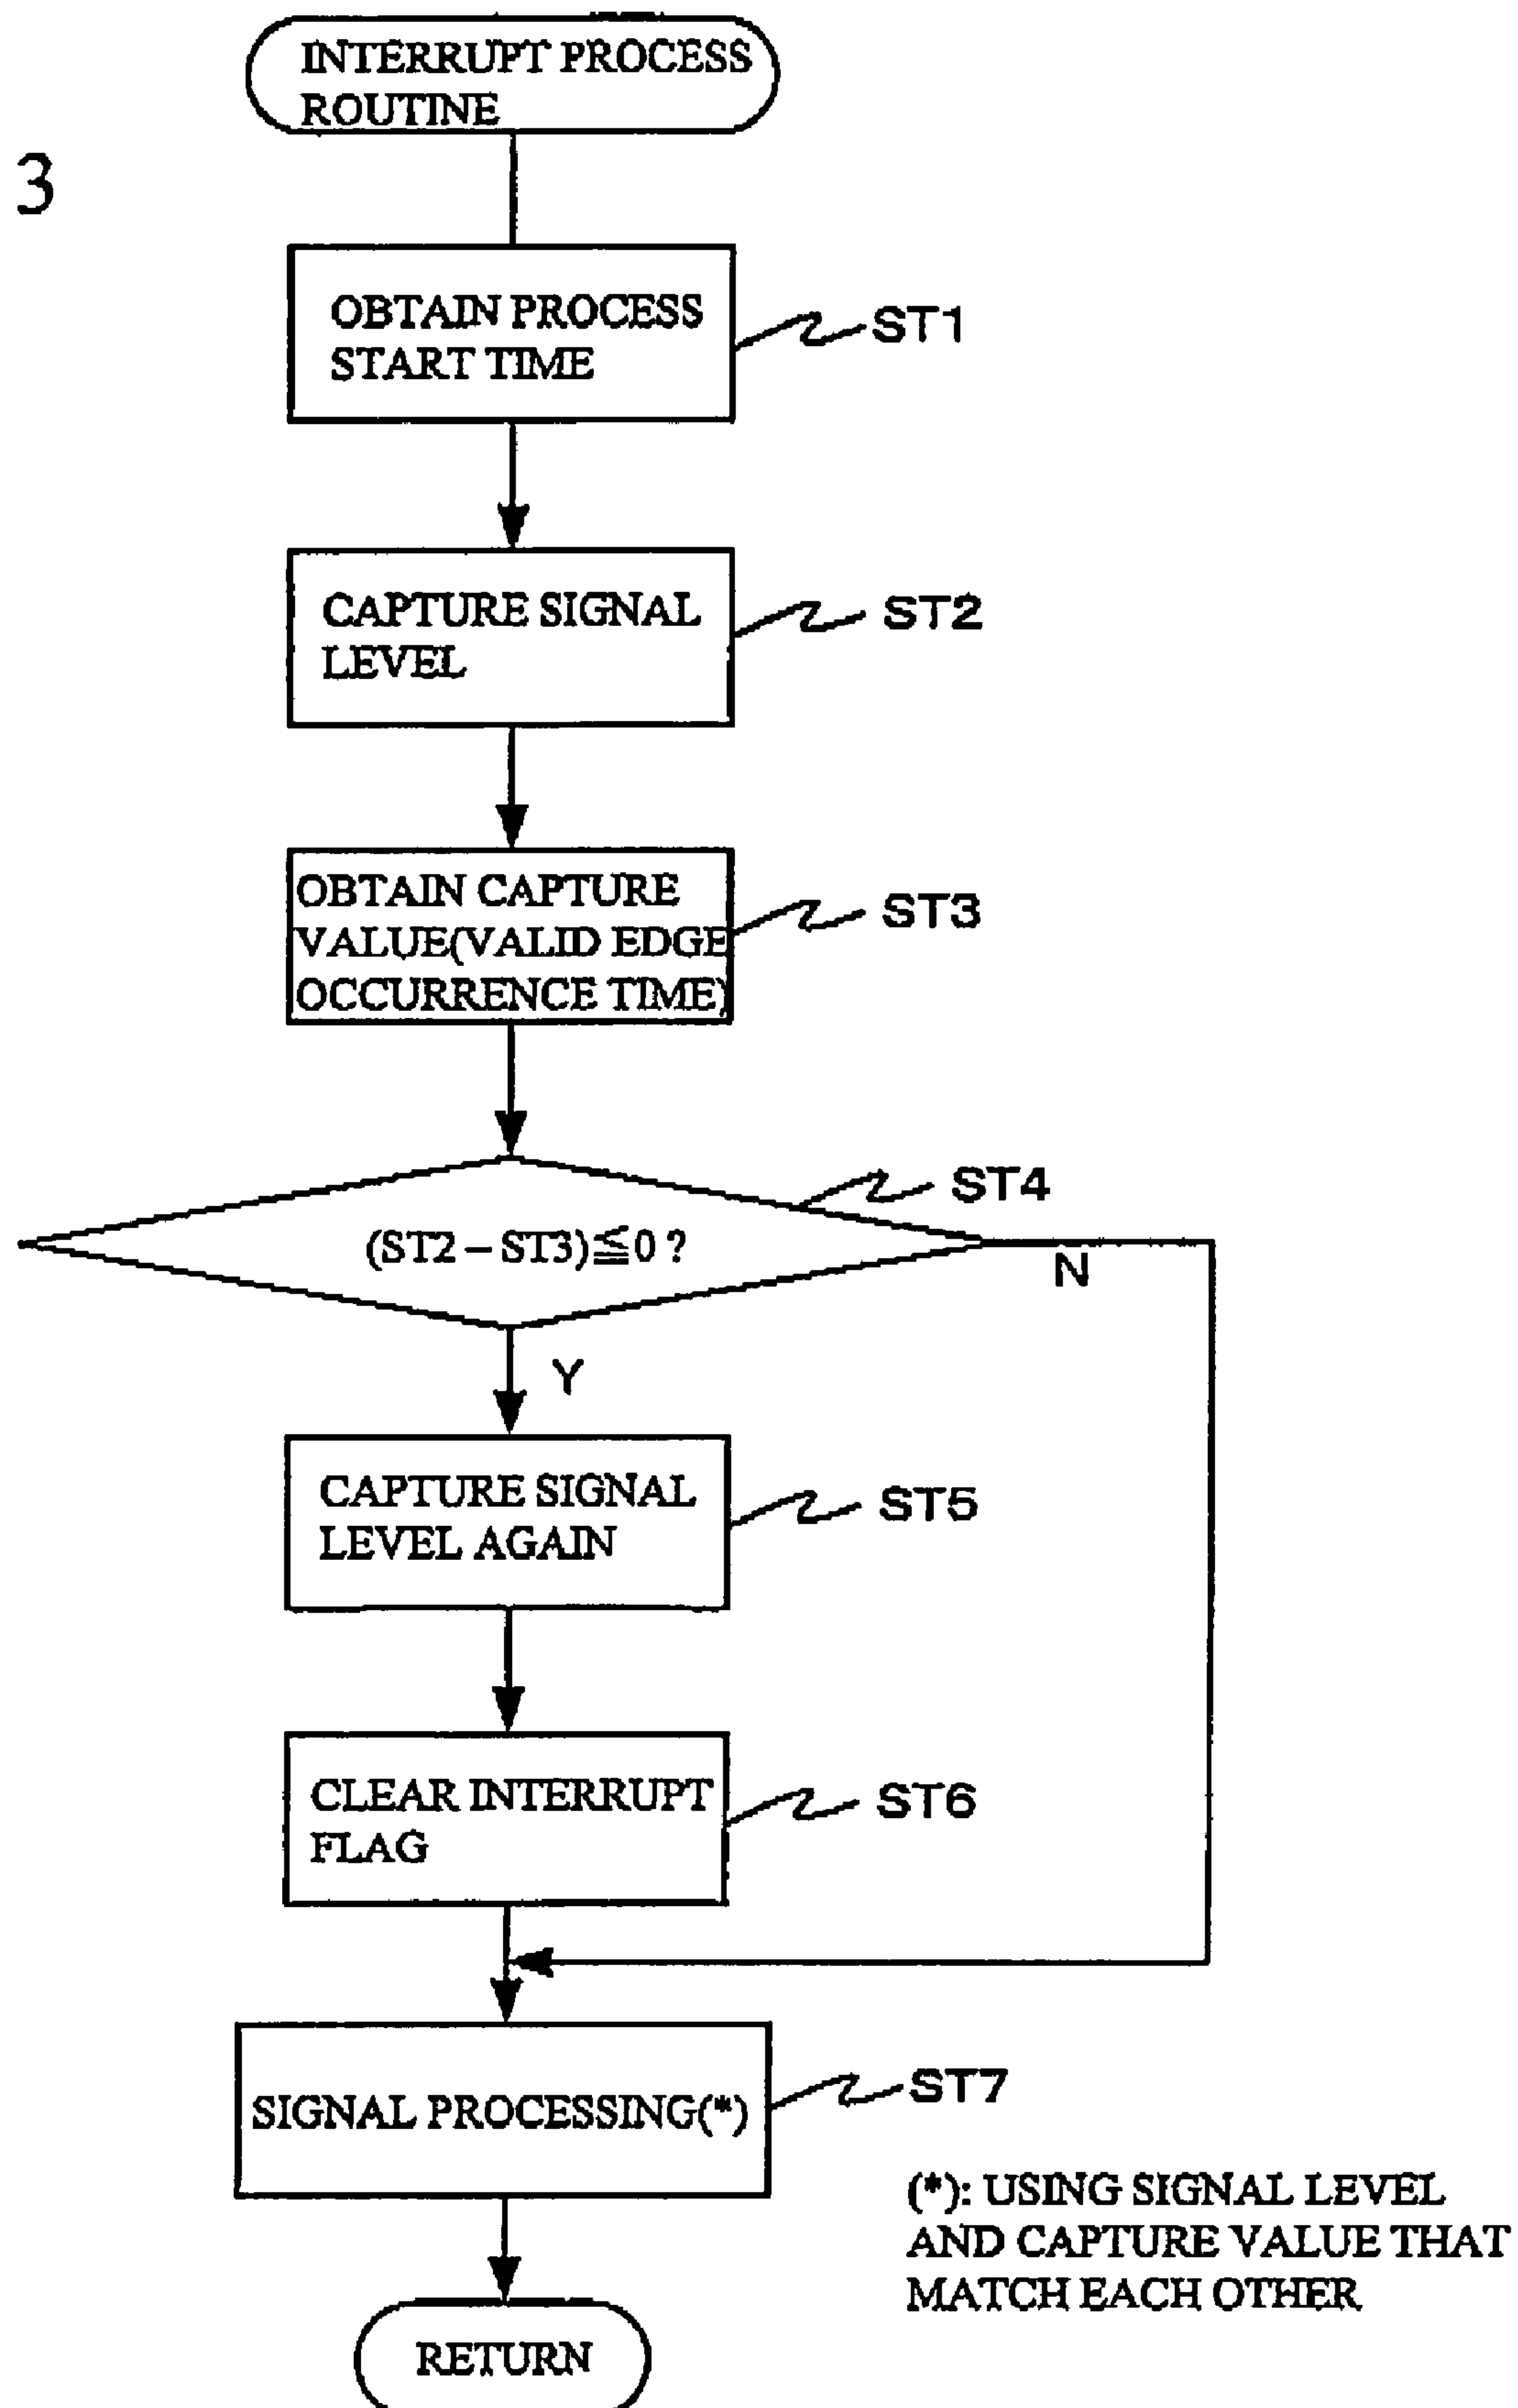 INTERRUPT PROCESS
ROUTINE
3
OBTAIN PROCESS
START TIME
ST1
CAPTURE SIGNAL
LEVEL
ST2
OBTAIN CAPTURE
VALUE(VALID EDGE
OCCURRENCE TIME)
ST3
(ST2 – ST3)≦0 ?
ST4
N
Y
CAPTURE SIGNAL
LEVEL AGAIN
ST5
CLEAR INTERRUPT
FLAG
ST6
SIGNAL PROCESSING(*)
ST7
(*): USING SIGNAL LEVEL
AND CAPTURE VALUE THAT
MATCH EACH OTHER
RETURN